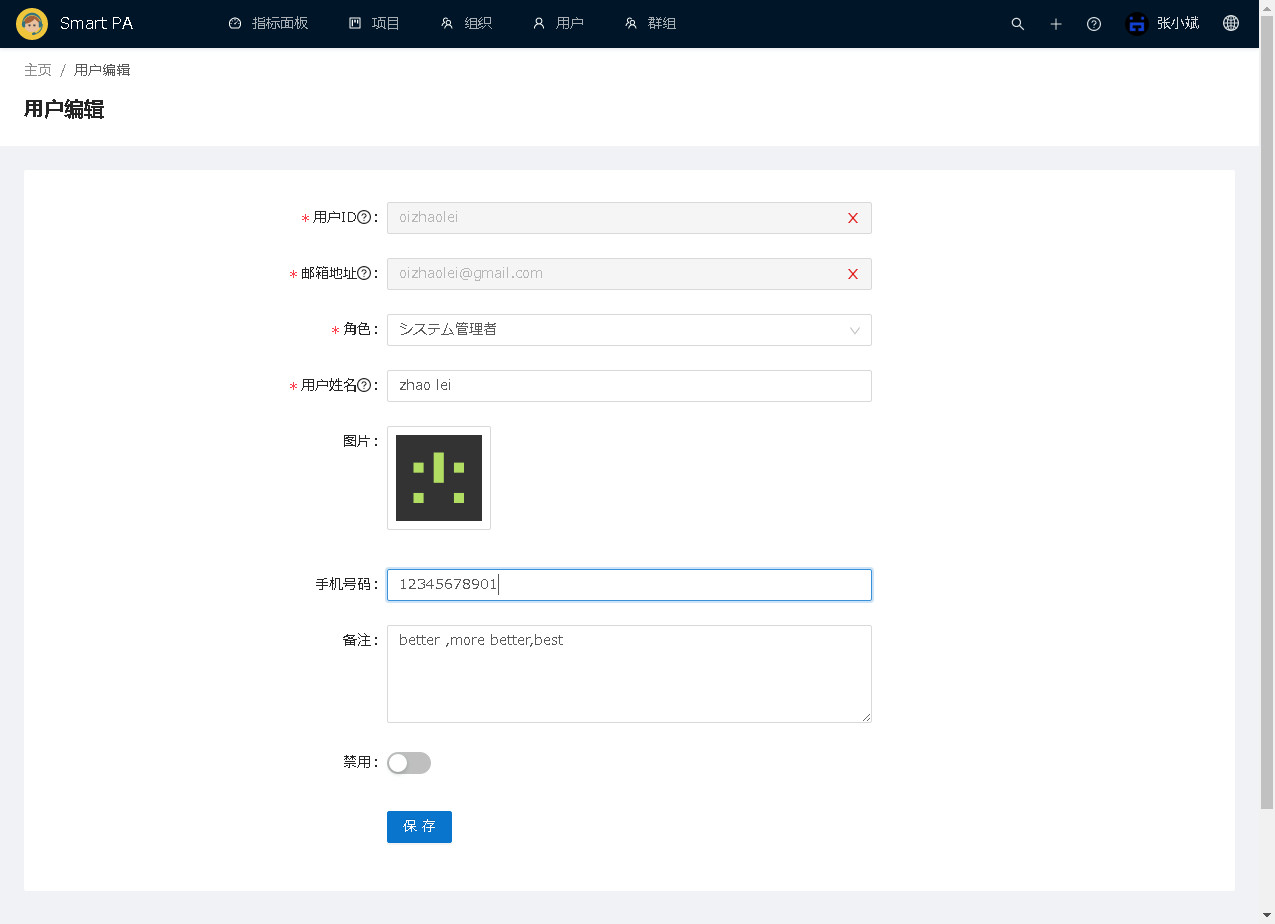 Smart PA 指标面板 项目 组织 用户 群组 张小斌
主页 / 用户编辑
用户编辑
* 用户ID : oizhaolei
* 邮箱地址 : oizhaolei@gmail.com
* 角色 : システム管理者
* 用户姓名 : zhao lei
图片 :
手机号码 : 12345678901
备注 : better ,more better,best
禁用 :
保 存